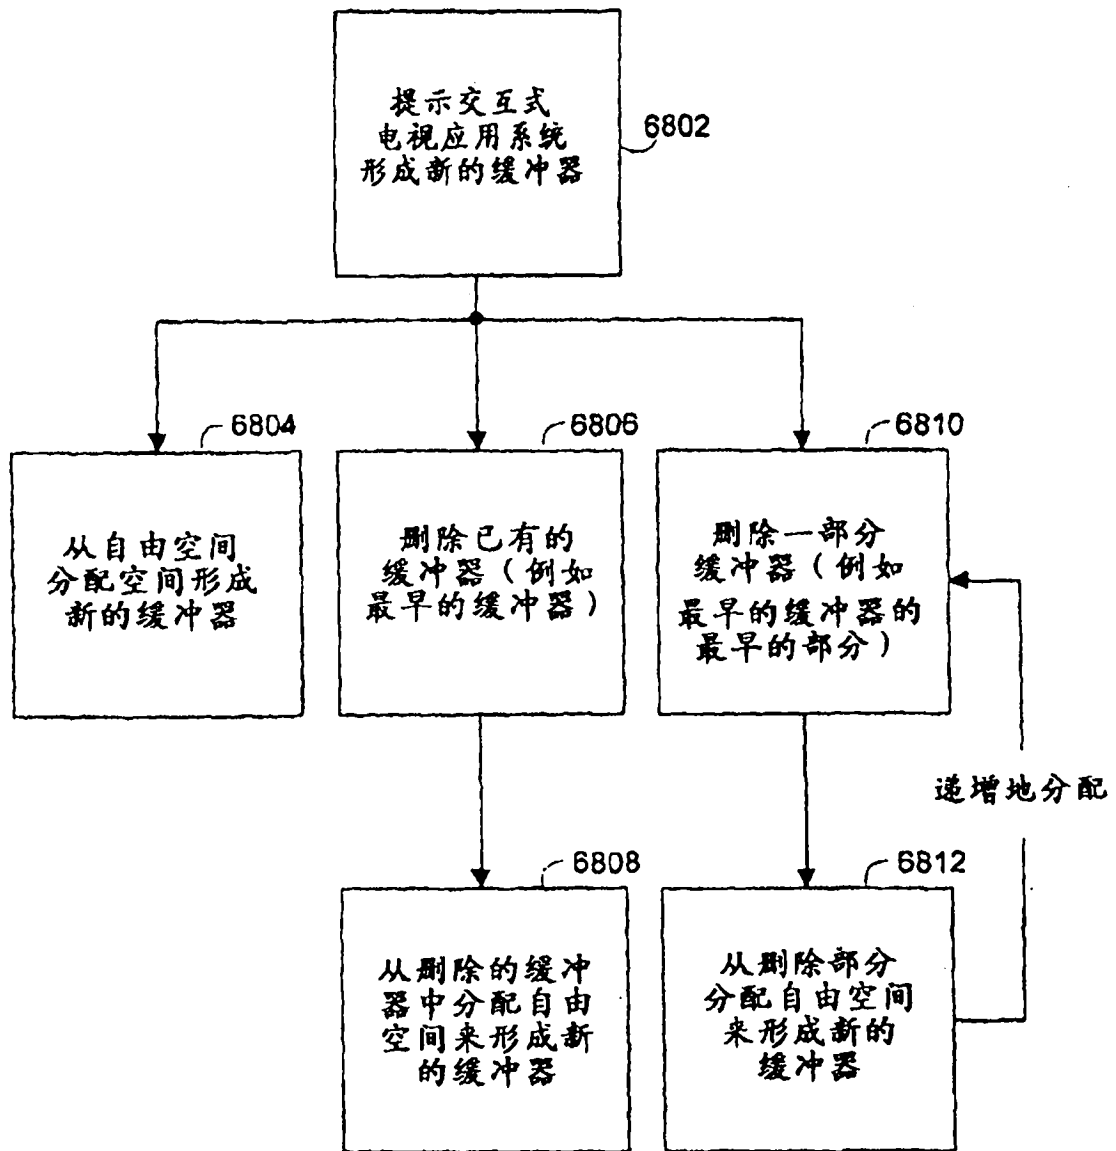 提示交互式
电视应用系统
形成新的缓冲器
6802
6804
6806
6810
从自由空间
分配空间形成
新的缓冲器
删除已有的
缓冲器(例如
最早的缓冲器)
删除一部分
缓冲器(例如
最早的缓冲器的
最早的部分)
递增地分配
6808
6812
从删除的缓冲
器中分配自由
空间来形成新
的缓冲器
从删除部分
分配自由空间
来形成新的
缓冲器